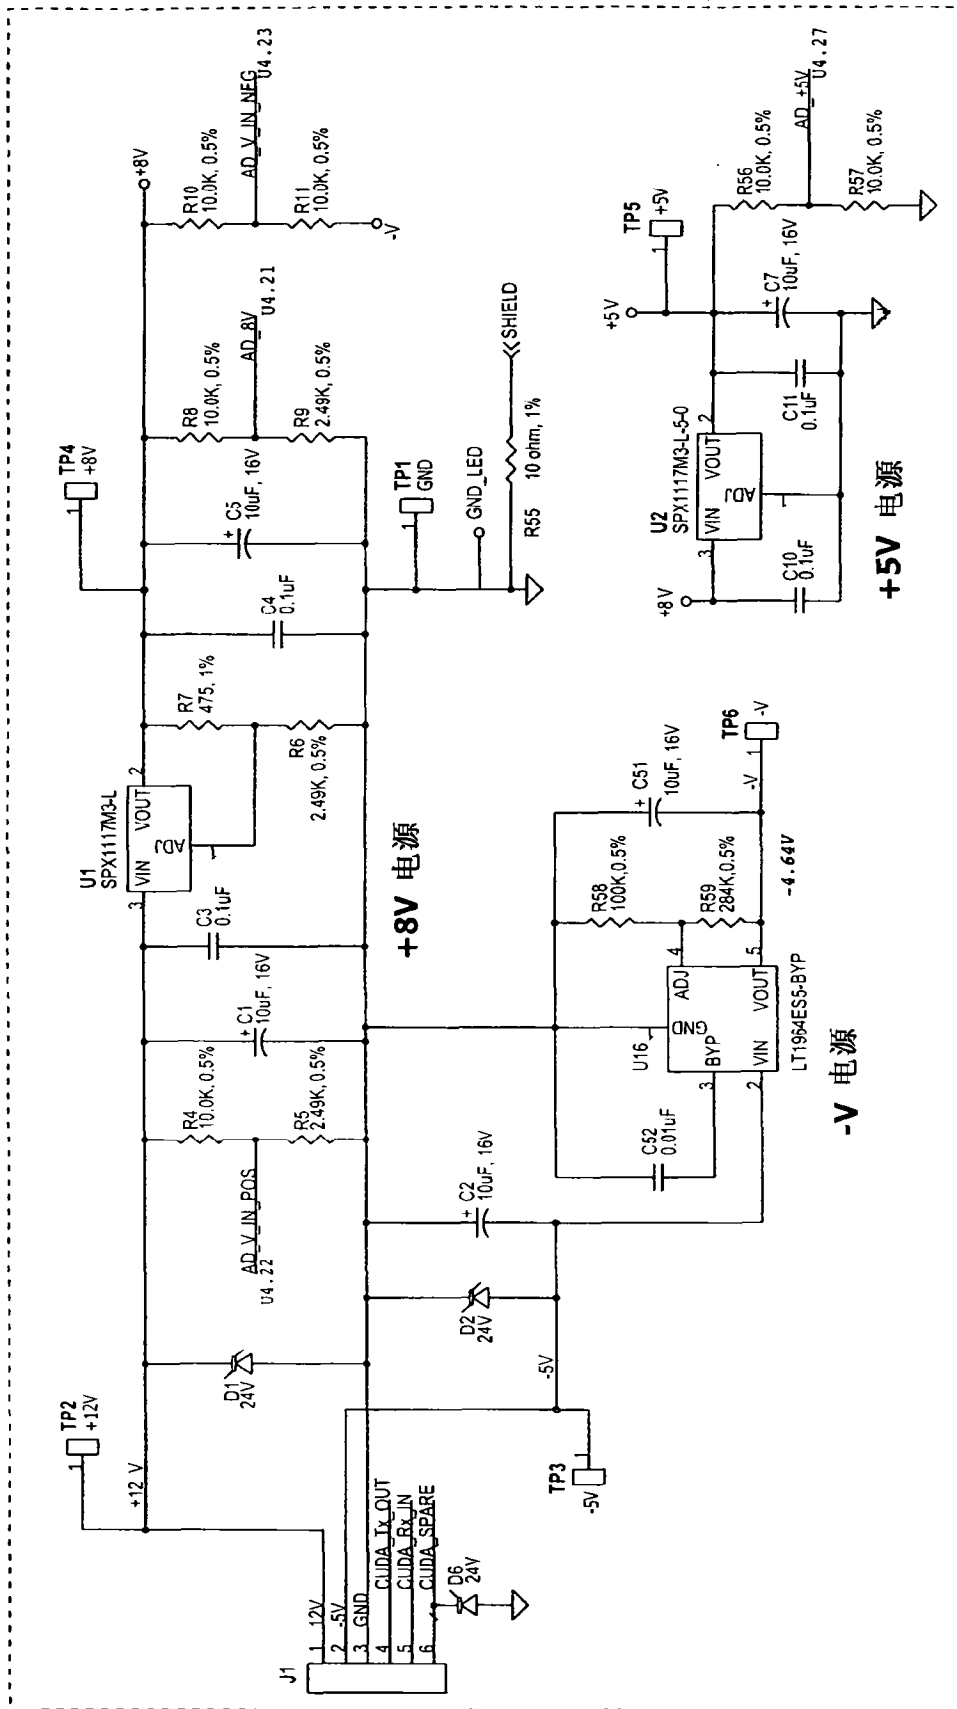 J1
1
12V
2
-5V
3
GND
4
CUDA_Tx_OUT
5
CUDA_Rx_IN
6
CUDA_SPARE
D6
24V
TP2
+12V
1
+12 V
D1
24V
TP3
-5V
1
-5V
D2
24V
AD_V_IN_POS
U4.22
R4
10.0K, 0.5%
R5
2.49K, 0.5%
C1
+
10uF, 16V
C2
+
10uF, 16V
C3
0.1uF
U1
SPX1117M3-L
3
VIN
VOUT
2
ADJ
R7
475, 1%
R6
2.49K, 0.5%
C4
0.1uF
TP4
+8V
1
C5
+
10uF, 16V
R8
10.0K, 0.5%
R9
2.49K, 0.5%
AD_8V
U4.21
+8V
R10
10.0K, 0.5%
R11
10.0K, 0.5%
AD_V_IN_NEG
U4.23
-V
TP1
GND
1
GND_LED
R55
10 ohm, 1%
SHIELD
+8V 电源
C52
0.01uF
U16
GND
ADJ
4
BYP
3
VIN
2
VOUT
5
LT1964ES5-BYP
R58
100K,0.5%
R59
284K,0.5%
C51
+
10uF, 16V
-4.64V
-V
TP6
-V
1
-V 电源
+8V
C10
0.1uF
U2
SPX1117M3-L-5-0
3
VIN
VOUT
2
ADJ
C11
0.1uF
C7
+
10uF, 16V
+5V
TP5
+5V
1
R56
10.0K, 0.5%
R57
10.0K, 0.5%
AD_+5V
U4.27
+5V 电源